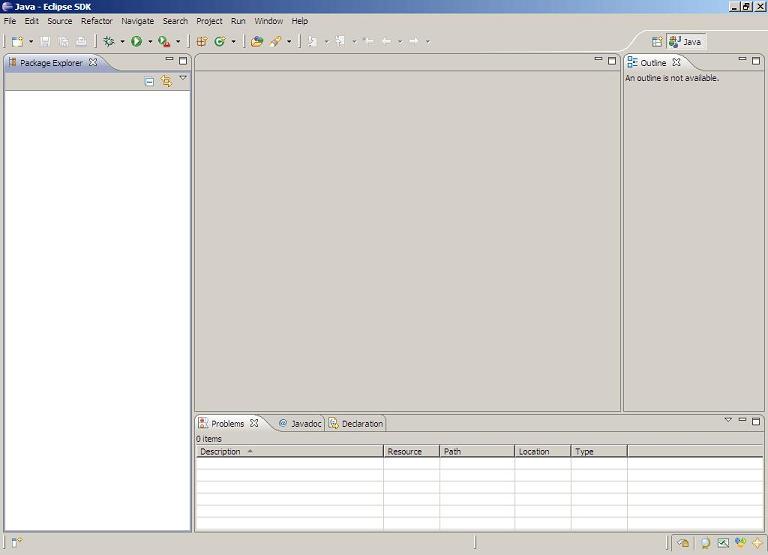 Java - Eclipse SDK
File Edit Source Refactor Navigate Search Project Run Window Help
Java
Package Explorer
Outline
An outline is not available.
Problems Javadoc Declaration
0 items
Description Resource Path Location Type